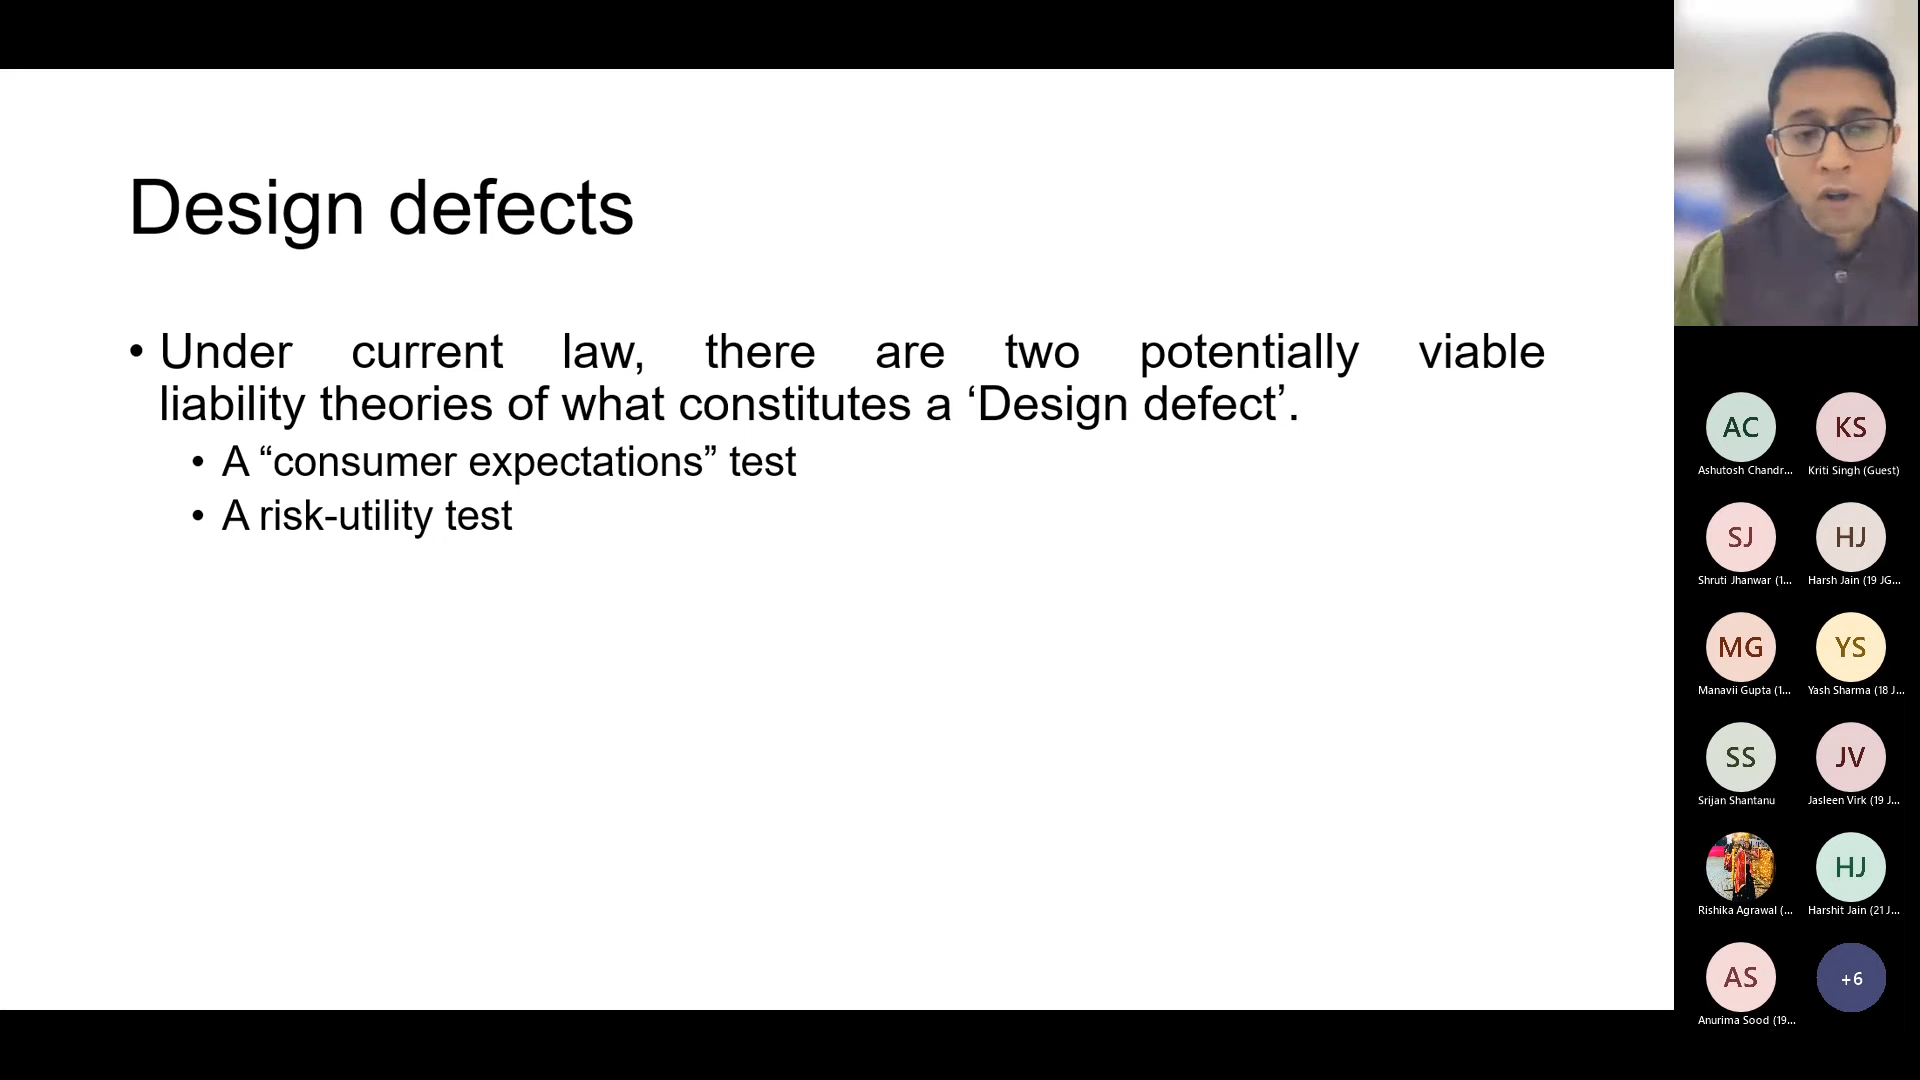 Design defects
• Under current law, there are two potentially viable
liability theories of what constitutes a ‘Design defect’.
• A “consumer expectations” test
• A risk-utility test
AC
KS
Ashutosh Chandr...
Kriti Singh (Guest)
SJ
HJ
Shruti Jhanwar (1...
Harsh Jain (19 JG...
MG
YS
Manavii Gupta (1...
Yash Sharma (18 J...
SS
JV
Srijan Shantanu
Jasleen Virk (19 J...
HJ
Rishika Agrawal (...
Harshit Jain (21 J...
AS
+6
Anurima Sood (19...